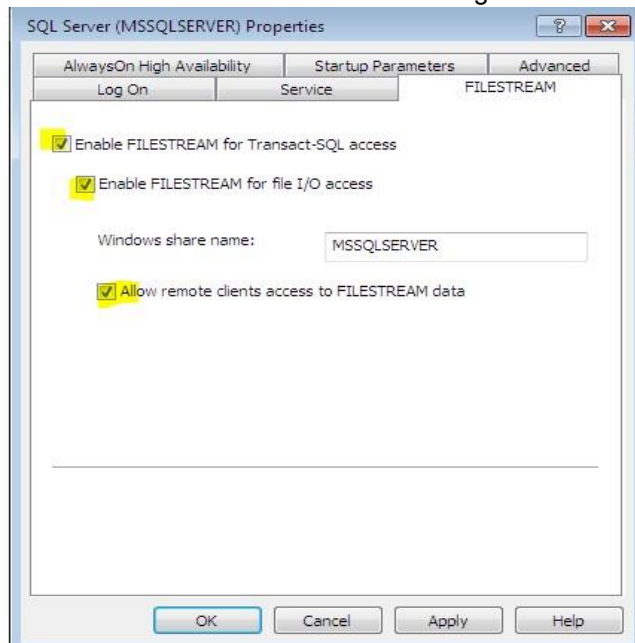 SQL Server (MSSQLSERVER) Properties
AlwaysOn High Availability Startup Parameters Advanced
Log On Service FILESTREAM
Enable FILESTREAM for Transact-SQL access
Enable FILESTREAM for file I/O access
Windows share name: MSSQLSERVER
Allow remote clients access to FILESTREAM data
OK Cancel Apply Help